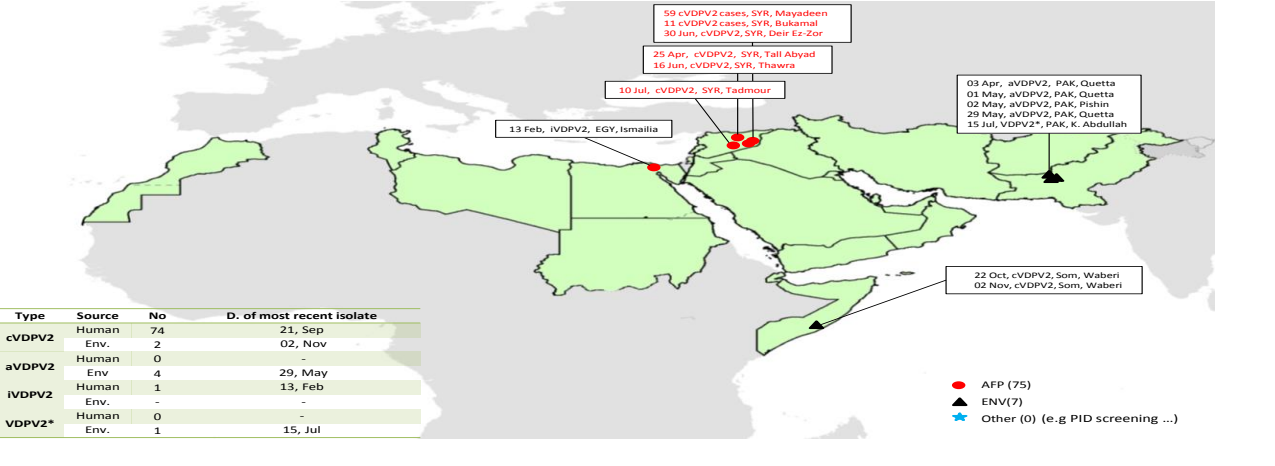 59 cVDPV2 cases, SYR, Mayadeen
11 cVDPV2 cases, SYR, Bukamal
30 Jun, cVDPV2, SYR, Deir Ez-Zor
25 Apr, cVDPV2, SYR, Tall Abyad
16 Jun, cVDPV2, SYR, Thawra
10 Jul, cVDPV2, SYR, Tadmour
13 Feb, iVDPV2, EGY, Ismailia
03 Apr, aVDPV2, PAK, Quetta
01 May, aVDPV2, PAK, Quetta
02 May, aVDPV2, PAK, Pishin
29 May, aVDPV2, PAK, Quetta
15 Jul, VDPV2*, PAK, K. Abdullah
22 Oct, cVDPV2, Som, Waberi
02 Nov, cVDPV2, Som, Waberi
Type Source No D. of most recent isolate
cVDPV2 Human 74 21, Sep
Env. 2 02, Nov
aVDPV2 Human 0 -
Env 4 29, May
iVDPV2 Human 1 13, Feb
Env. - -
VDPV2* Human 0 -
Env. 1 15, Jul
AFP (75)
ENV(7)
Other (0) (e.g PID screening ...)